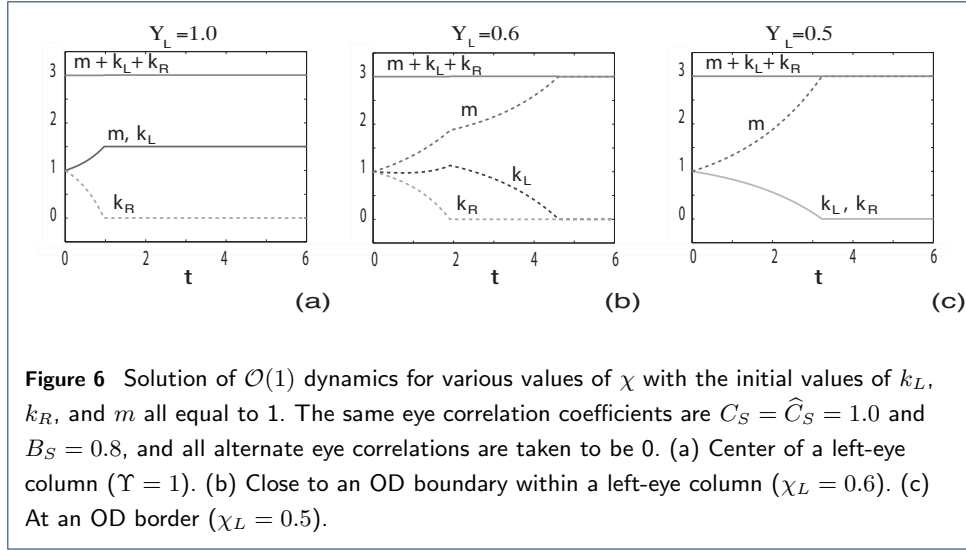 Y_L=1.0 Y_L=0.6 Y_L=0.5
3 m + k_L + k_R
2
m, k_L
1
k_R
0
0 2 4 6
t
(a)
3 m + k_L + k_R
m
2
1
k_L
k_R
0
0 2 4 6
t
(b)
3 m + k_L + k_R
2
m
1
0
k_L , k_R
0 2 4 6
t
(c)
Figure 6 Solution of 𝒪(1) dynamics for various values of χ with the initial values of k_L,
k_R, and m all equal to 1. The same eye correlation coefficients are C_S = Ĉ_S = 1.0 and
B_S = 0.8, and all alternate eye correlations are taken to be 0. (a) Center of a left-eye
column (Υ = 1). (b) Close to an OD boundary within a left-eye column (χ_L = 0.6). (c)
At an OD border (χ_L = 0.5).